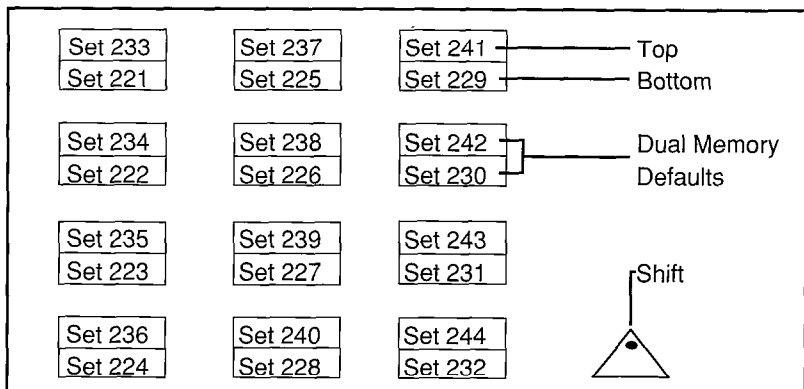 Set 233 Set 237 Set 241 Top
Set 221 Set 225 Set 229 Bottom
Set 234 Set 238 Set 242 Dual Memory
Set 222 Set 226 Set 230 Defaults
Set 235 Set 239 Set 243
Set 223 Set 227 Set 231 Shift
Set 236 Set 240 Set 244
Set 224 Set 228 Set 232